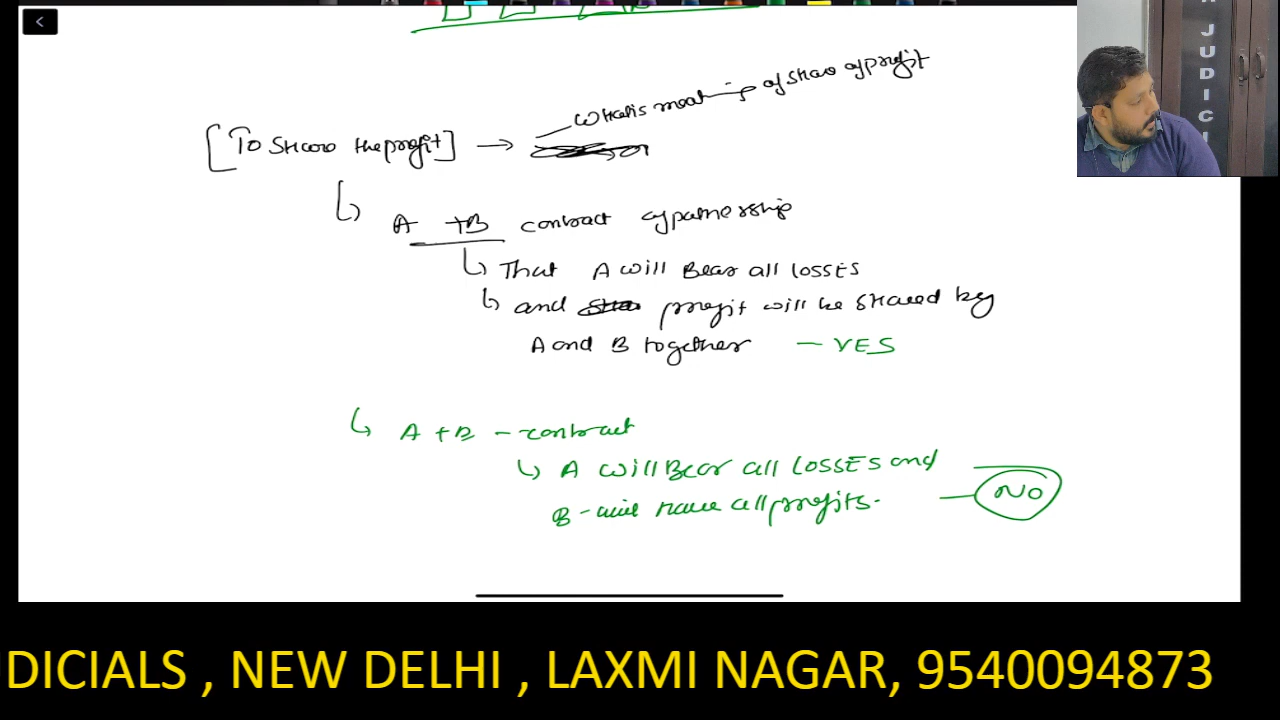 [To Share the profit] → what is meaning of Share of profit
A + B contract of partnership
That A will Bear all losses
and profit will be shared by
A and B together - YES
A + B - contract
A will Bear all losses and
B - will have all profits.
NO
JUDIC
DICIALS , NEW DELHI , LAXMI NAGAR, 9540094873